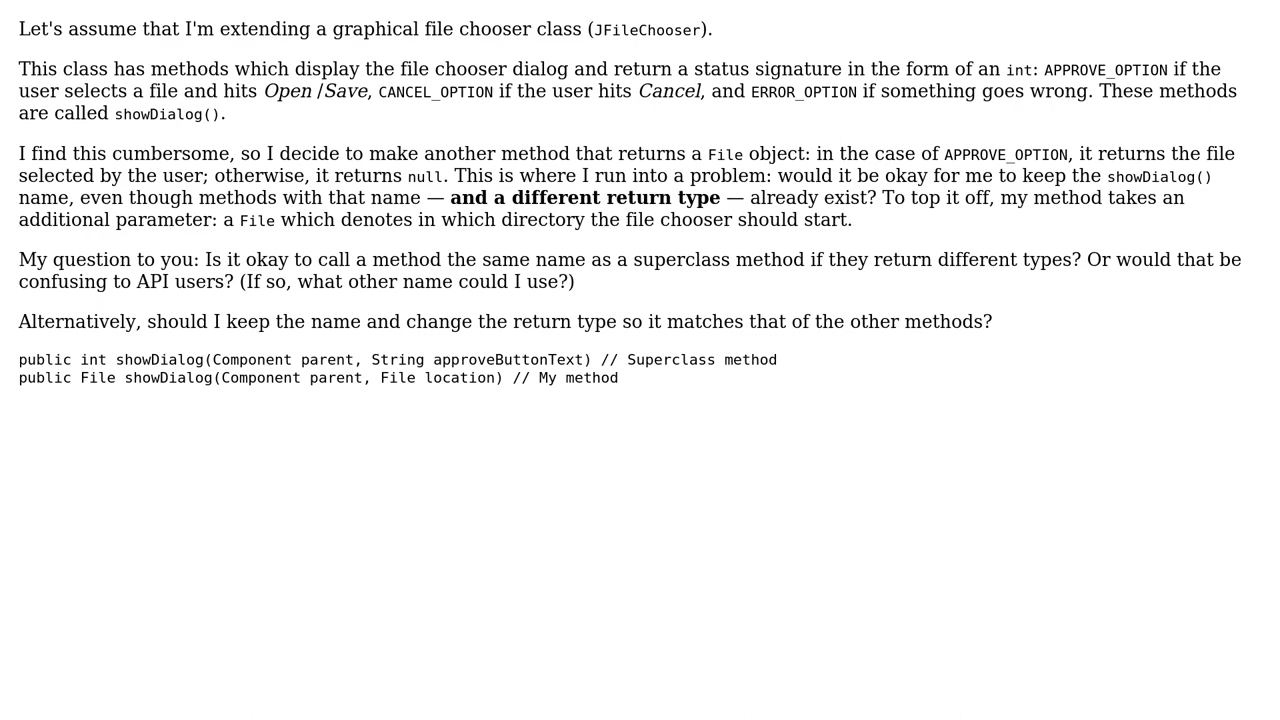 Let's assume that I'm extending a graphical file chooser class (JFileChooser).
This class has methods which display the file chooser dialog and return a status signature in the form of an int: APPROVE_OPTION if the
user selects a file and hits Open /Save, CANCEL_OPTION if the user hits Cancel, and ERROR_OPTION if something goes wrong. These methods
are called showDialog().
I find this cumbersome, so I decide to make another method that returns a File object: in the case of APPROVE_OPTION, it returns the file
selected by the user; otherwise, it returns null. This is where I run into a problem: would it be okay for me to keep the showDialog()
name, even though methods with that name — and a different return type — already exist? To top it off, my method takes an
additional parameter: a File which denotes in which directory the file chooser should start.
My question to you: Is it okay to call a method the same name as a superclass method if they return different types? Or would that be
confusing to API users? (If so, what other name could I use?)
Alternatively, should I keep the name and change the return type so it matches that of the other methods?
public int showDialog(Component parent, String approveButtonText) // Superclass method
public File showDialog(Component parent, File location) // My method